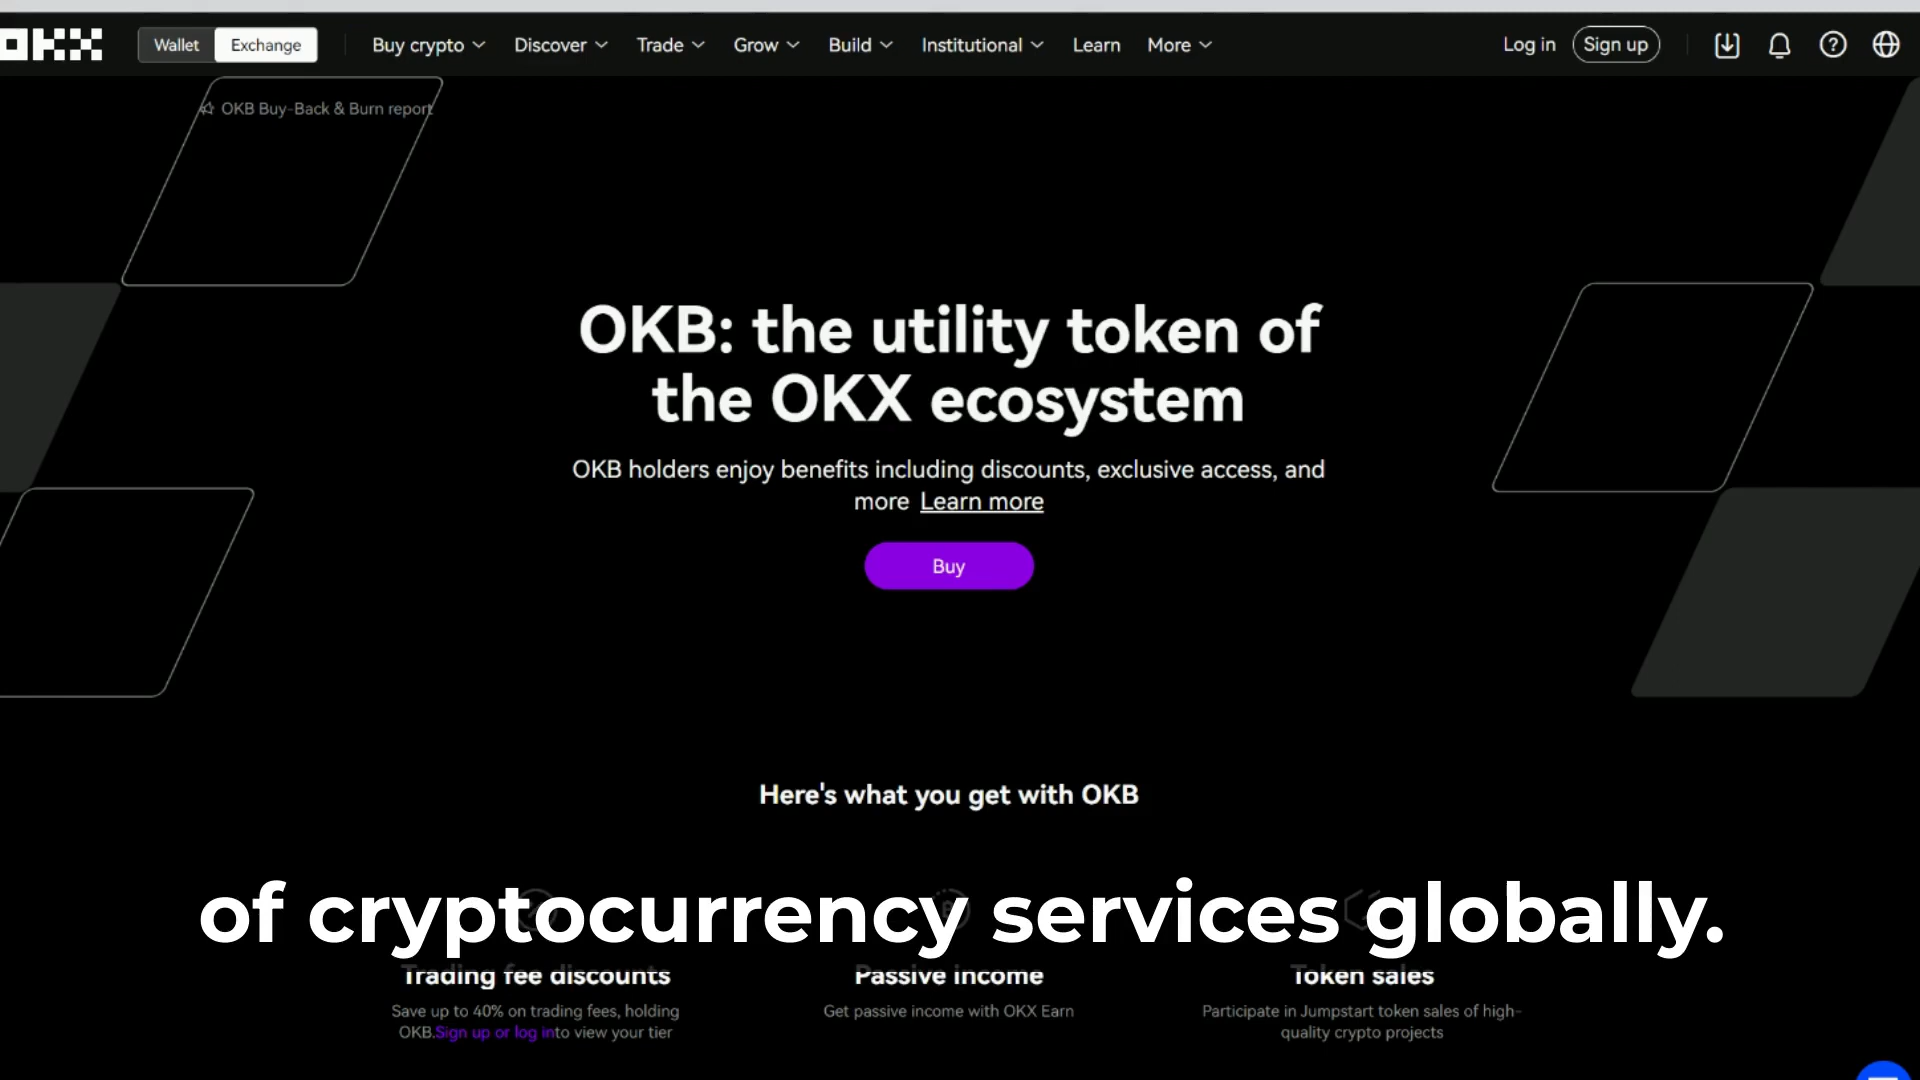 OKX Wallet Exchange Buy crypto Discover Trade Grow Build Institutional Learn More Log in Sign up
OKB Buy-Back & Burn report
OKB: the utility token of
the OKX ecosystem
OKB holders enjoy benefits including discounts, exclusive access, and
more Learn more
Buy
Here's what you get with OKB
of cryptocurrency services globally.
Trading fee discounts
Save up to 40% on trading fees, holding
OKB.Sign up or log into view your tier
Passive income
Get passive income with OKX Earn
Token sales
Participate in Jumpstart token sales of high-
quality crypto projects